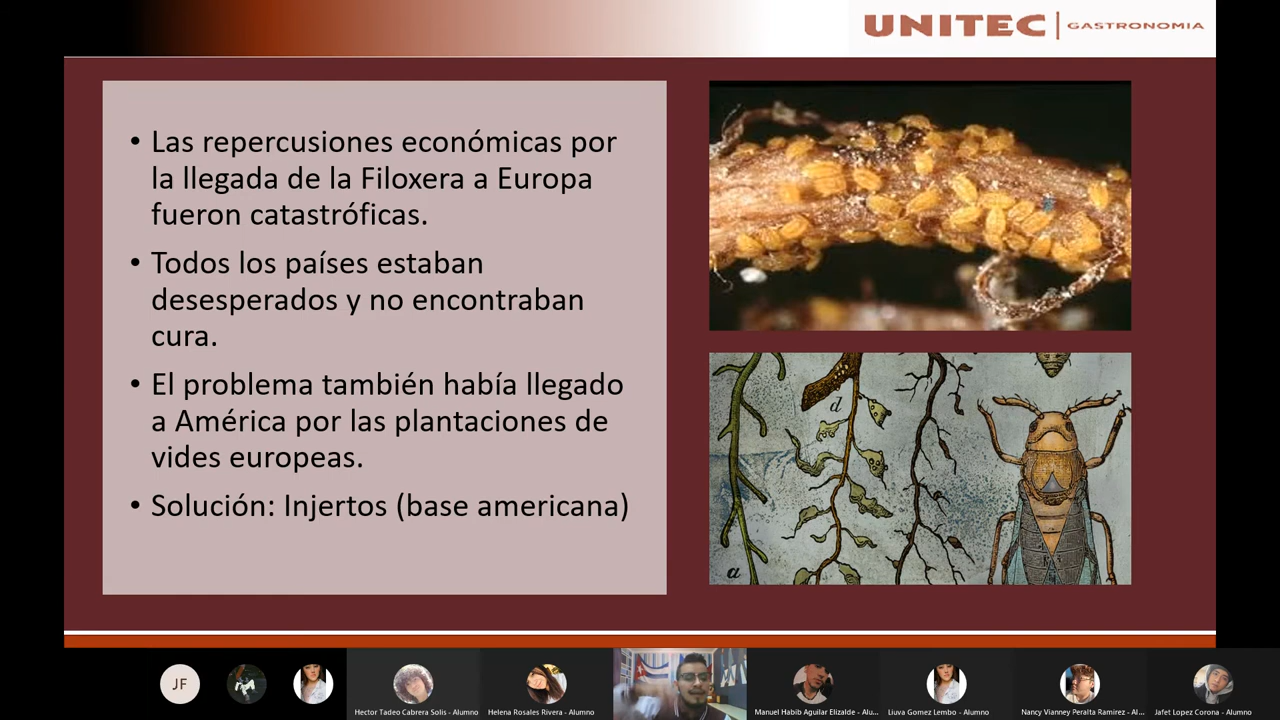 UNITEC | GASTRONOMIA
• Las repercusiones económicas por
la llegada de la Filoxera a Europa
fueron catastróficas.
• Todos los países estaban
desesperados y no encontraban
cura.
• El problema también había llegado
a América por las plantaciones de
vides europeas.
• Solución: Injertos (base americana)
d
a
JF
Hector Tadeo Cabrera Solis - Alumno
Helena Rosales Rivera - Alumno
Manuel Habib Aguilar Elizalde - Alu...
Liuva Gomez Lembo - Alumno
Nancy Vianney Peralta Ramirez - Al...
Jafet Lopez Corona - Alumno